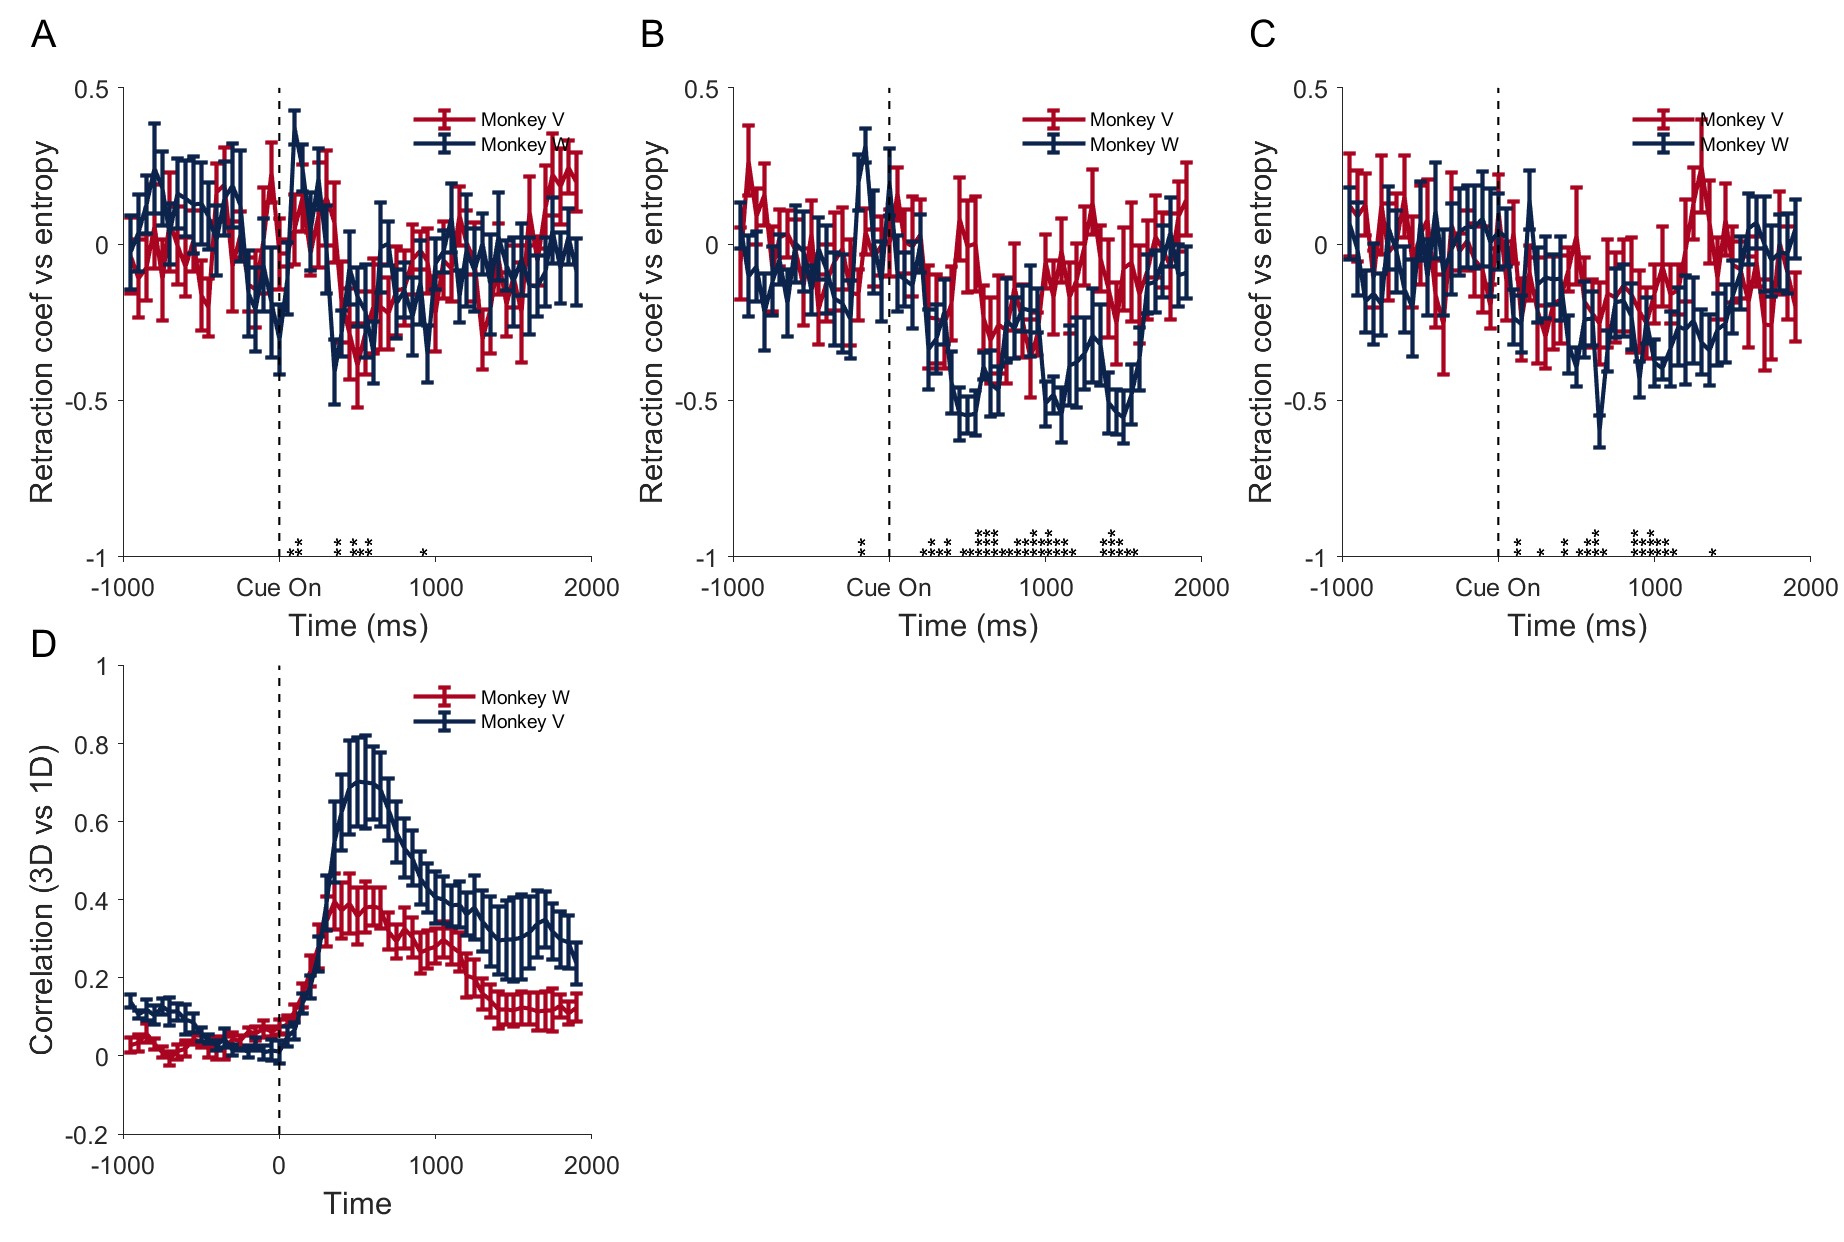 A
B
C
0.5
0
-0.5
-1
Retraction coef vs entropy
Monkey V
Monkey W
** ** ** * ** * ** *
-1000
Cue On
1000
2000
Time (ms)
0.5
0
-0.5
-1
Retraction coef vs entropy
Monkey V
Monkey W
-1000
Cue On
1000
2000
Time (ms)
0.5
0
-0.5
-1
Retraction coef vs entropy
Monkey V
Monkey W
-1000
Cue On
1000
2000
Time (ms)
D
1
0.8
0.6
0.4
0.2
0
-0.2
Correlation (3D vs 1D)
Monkey W
Monkey V
-1000
0
1000
2000
Time